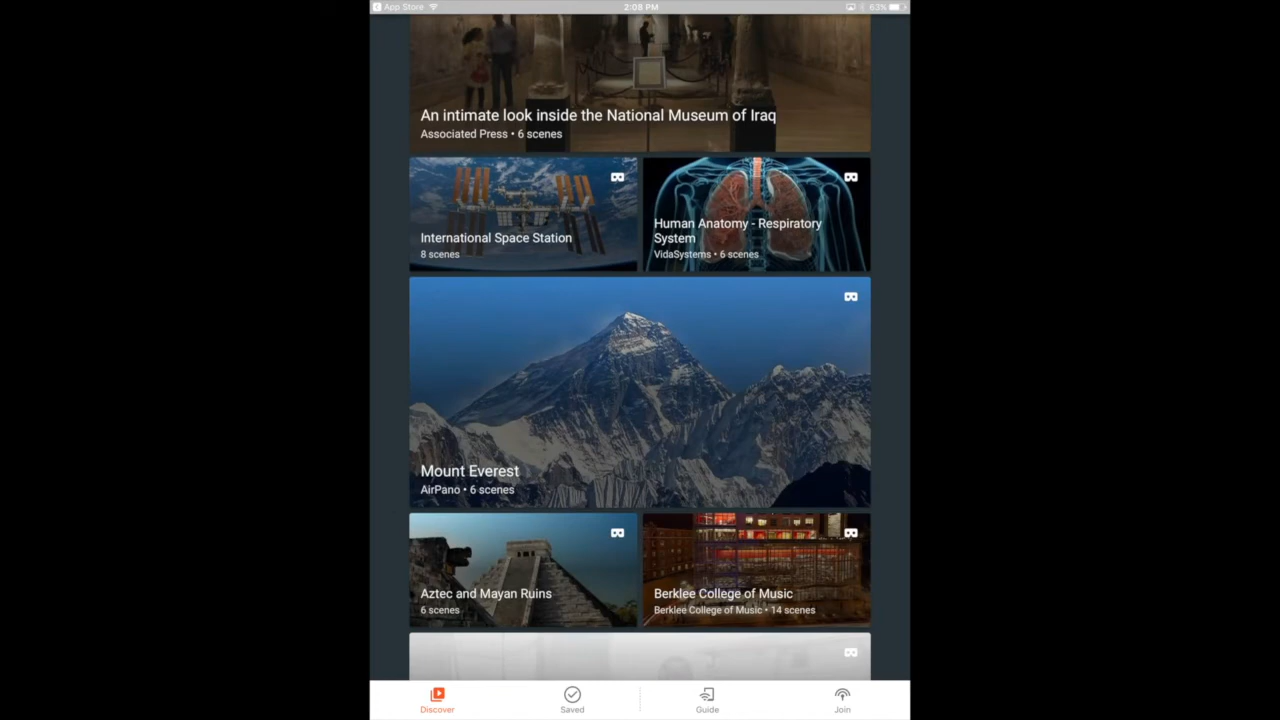 App Store
2:08 PM
63%
An intimate look inside the National Museum of Iraq
Associated Press • 6 scenes
International Space Station
8 scenes
Human Anatomy - Respiratory
System
VidaSystems • 6 scenes
Mount Everest
AirPano • 6 scenes
Aztec and Mayan Ruins
6 scenes
Berklee College of Music
Berklee College of Music • 14 scenes
Discover
Saved
Guide
Join